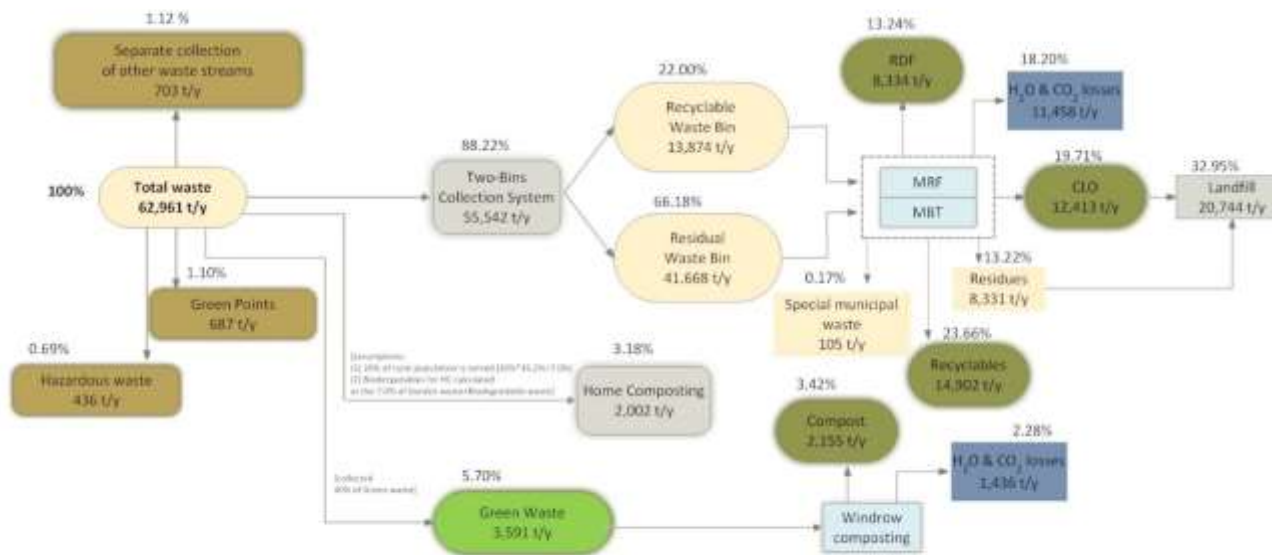 1.12 %
Separate collection
of other waste streams
703 t/y
100%
Total waste
62,961 t/y
1.10%
Green Points
687 t/y
0.69%
Hazardous waste
436 t/y
88.22%
Two-Bins
Collection System
55,542 t/y
22.00%
Recyclable
Waste Bin
13,874 t/y
66.18%
Residual
Waste Bin
41.668 t/y
13.24%
RDF
8,334 t/y
18.20%
H₂O & CO₂ losses
11,458 t/y
MRF
MBT
19.71%
CLO
12,413 t/y
32.95%
Landfill
20,744 t/y
13.22%
Residues
8,331 t/y
0.17%
Special municipal
waste
105 t/y
23.66%
Recyclables
14,902 t/y
3.18%
Home Composting
2,002 t/y
3.42%
Compost
2,155 t/y
2.28%
H₂O & CO₂ losses
1,436 t/y
5.70%
Green Waste
3,591 t/y
Windrow
composting